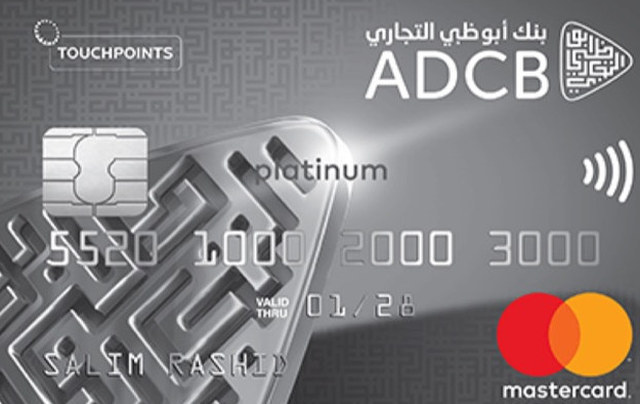 TOUCHPOINTS
بنك أبوظبي التجاري
ADCB
platinum
5520 1000 2000 3000
VALID THRU 01/28
SALIM RASHID
mastercard